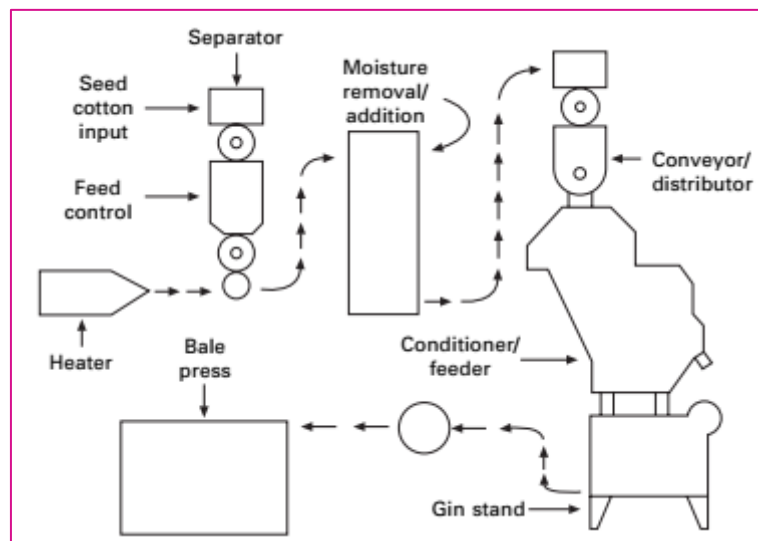 Separator
Seed
cotton
input
Moisture
removal/
addition
Feed
control
Conveyor/
distributor
Heater
Bale
press
Conditioner/
feeder
Gin stand